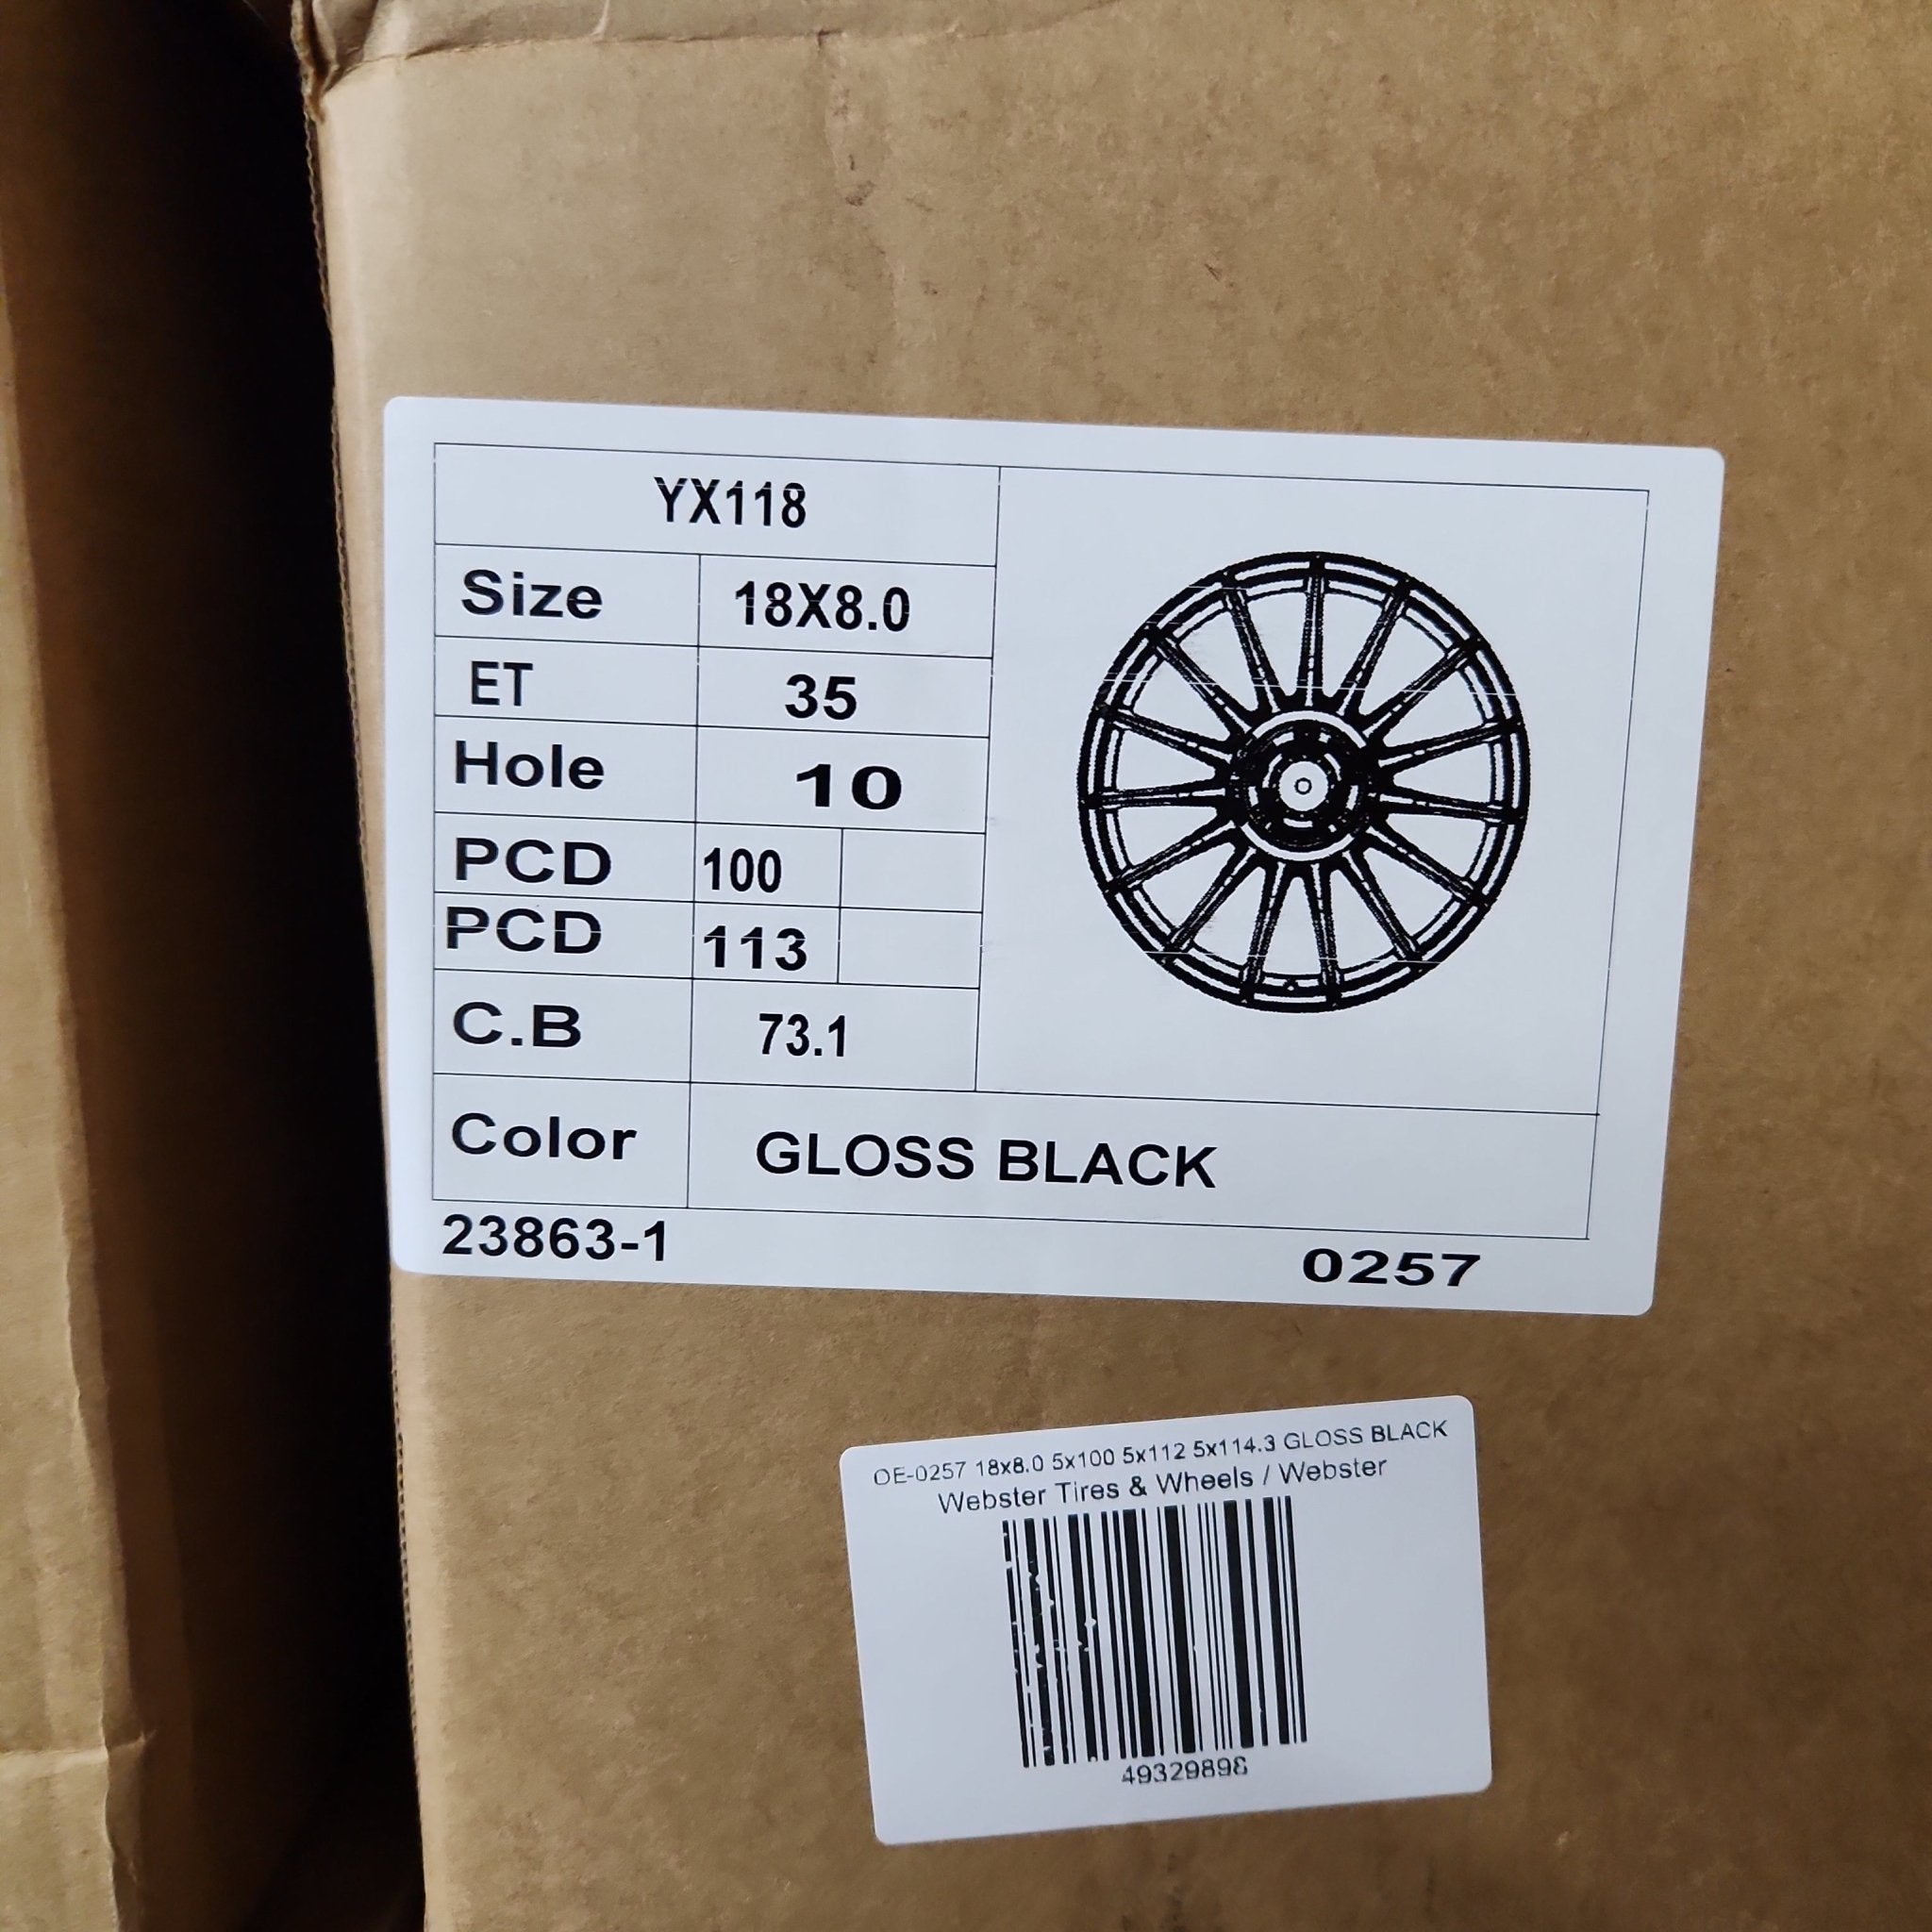 YX118
Size 18X8.0
ET 35
Hole 10
PCD 100
PCD 113
C.B 73.1
Color GLOSS BLACK
23863-1 0257
OE-0257 18x8.0 5x100 5x112 5x114.3 GLOSS BLACK
Webster Tires & Wheels / Webster
49329898